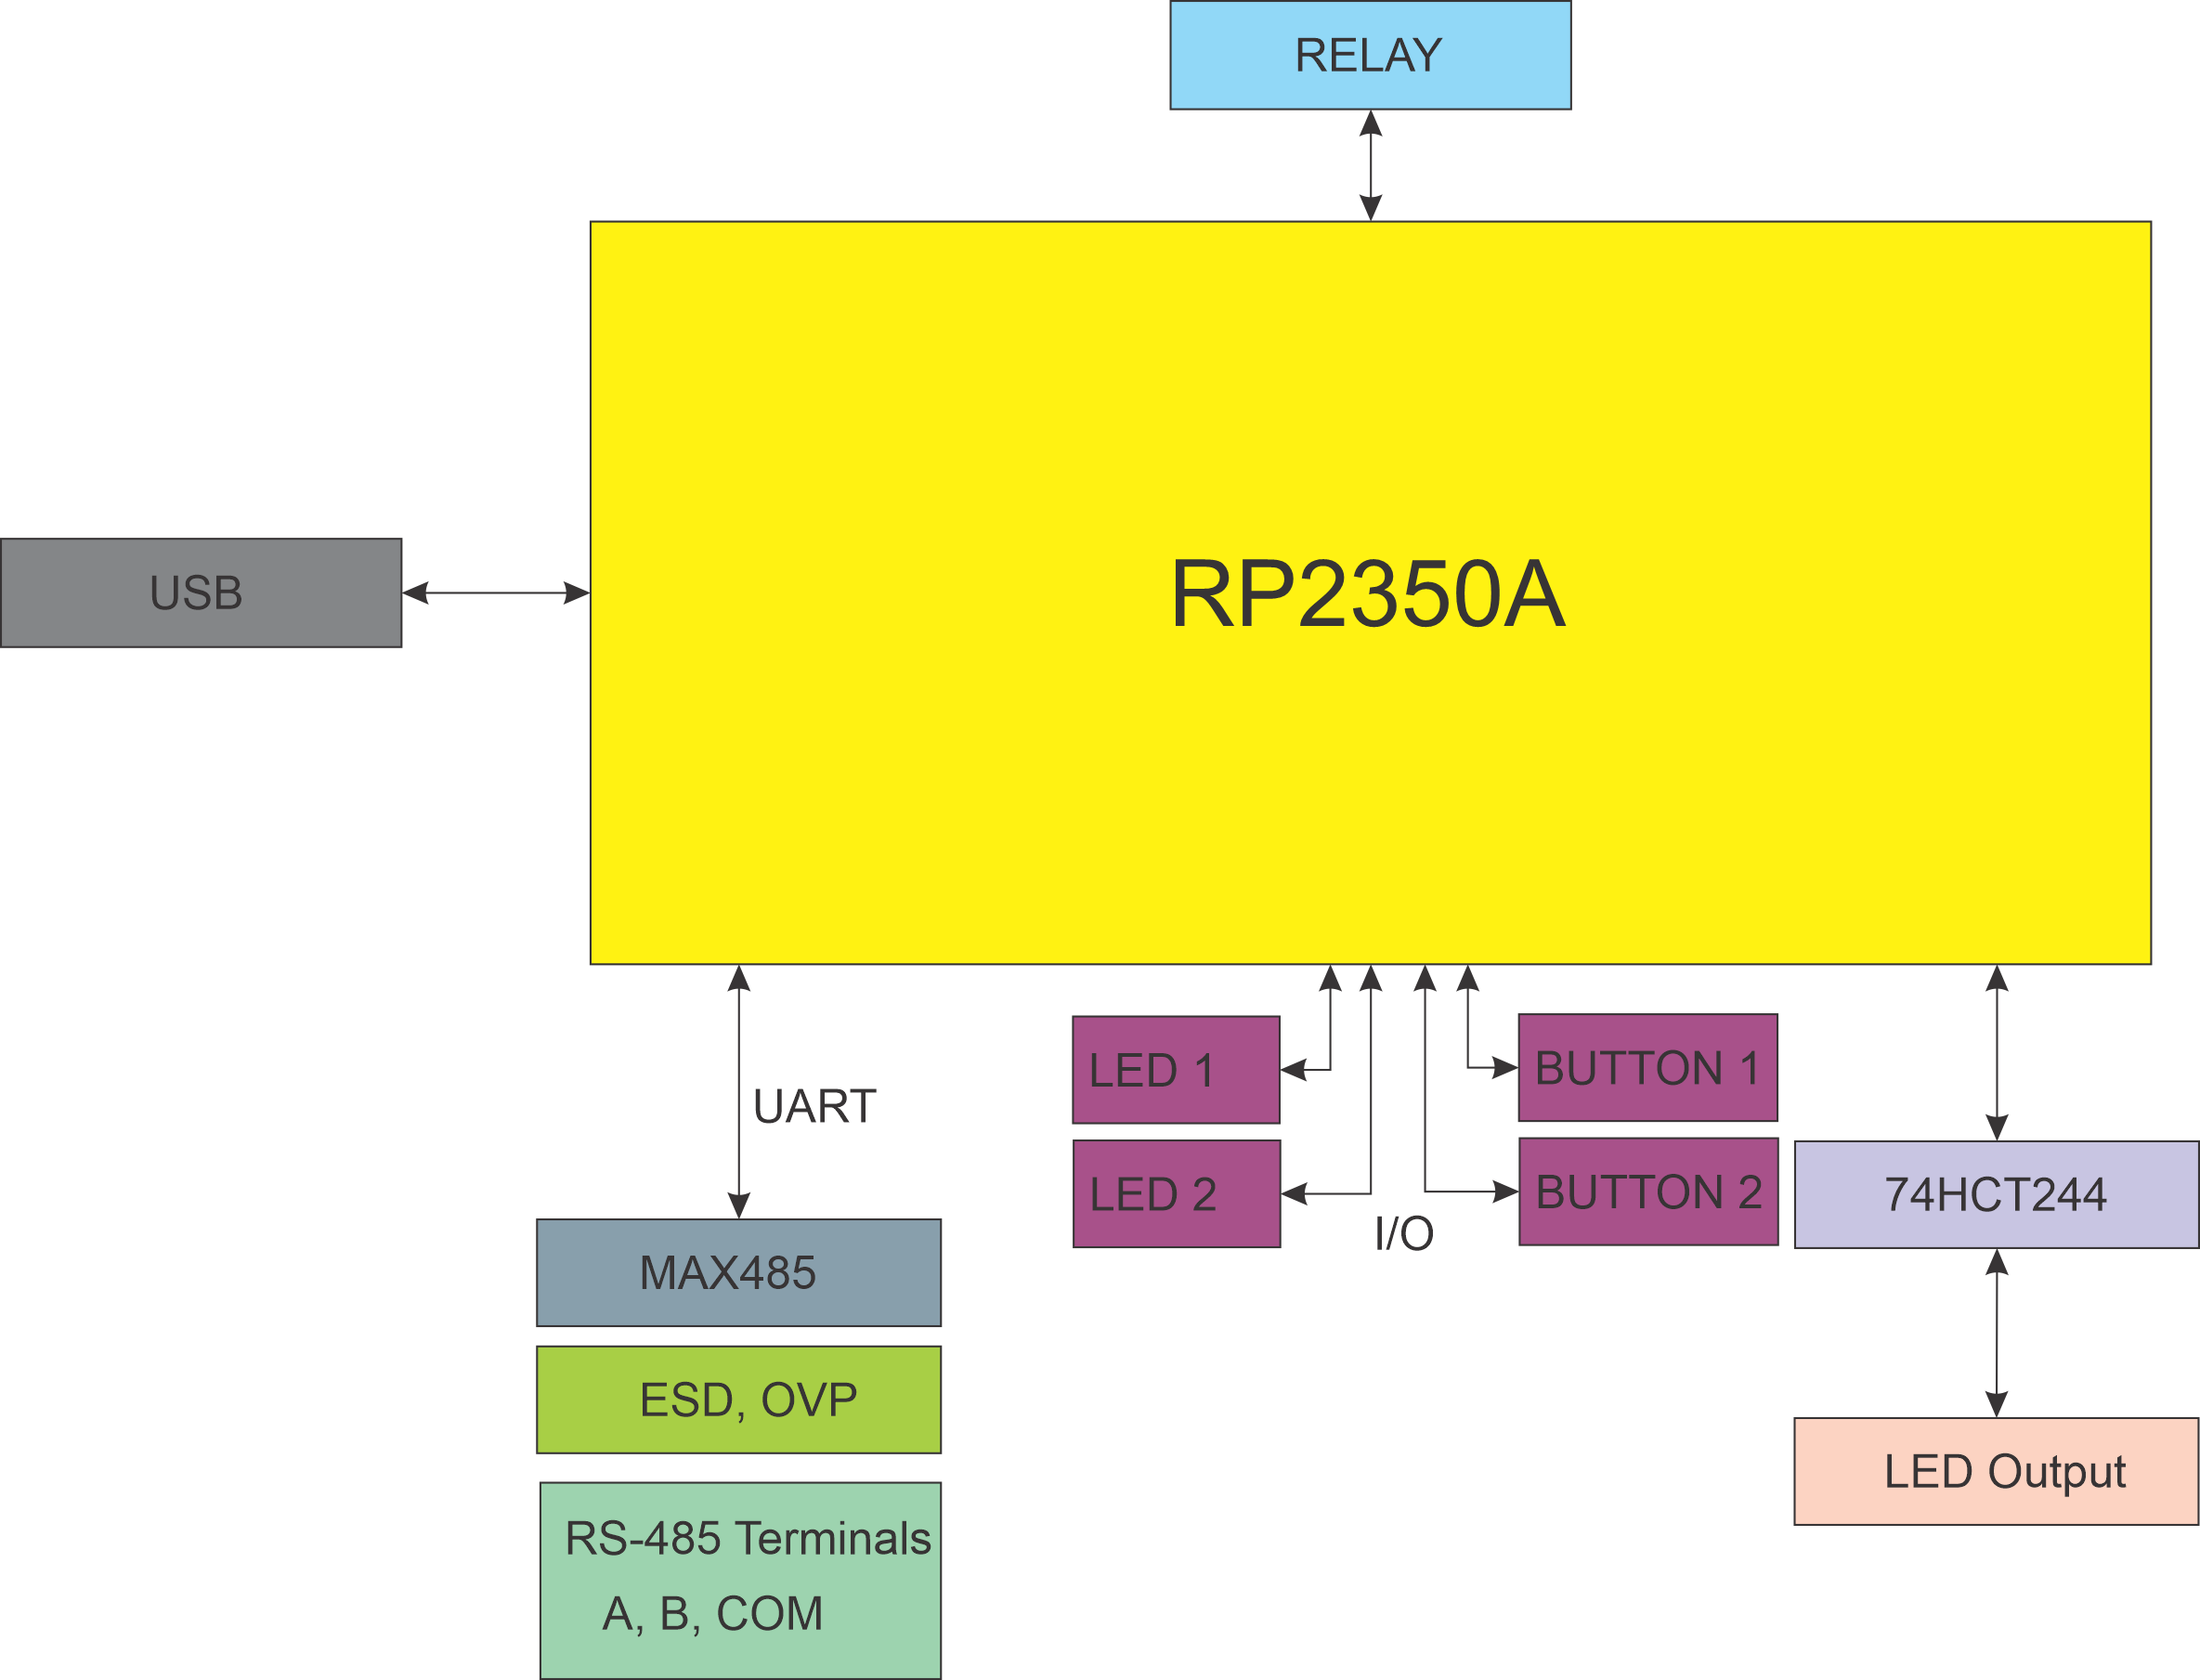 RELAY
RP2350A
USB
UART
LED 1
LED 2
I/O
BUTTON 1
BUTTON 2
74HCT244
LED Output
MAX485
ESD, OVP
RS-485 Terminals
A, B, COM